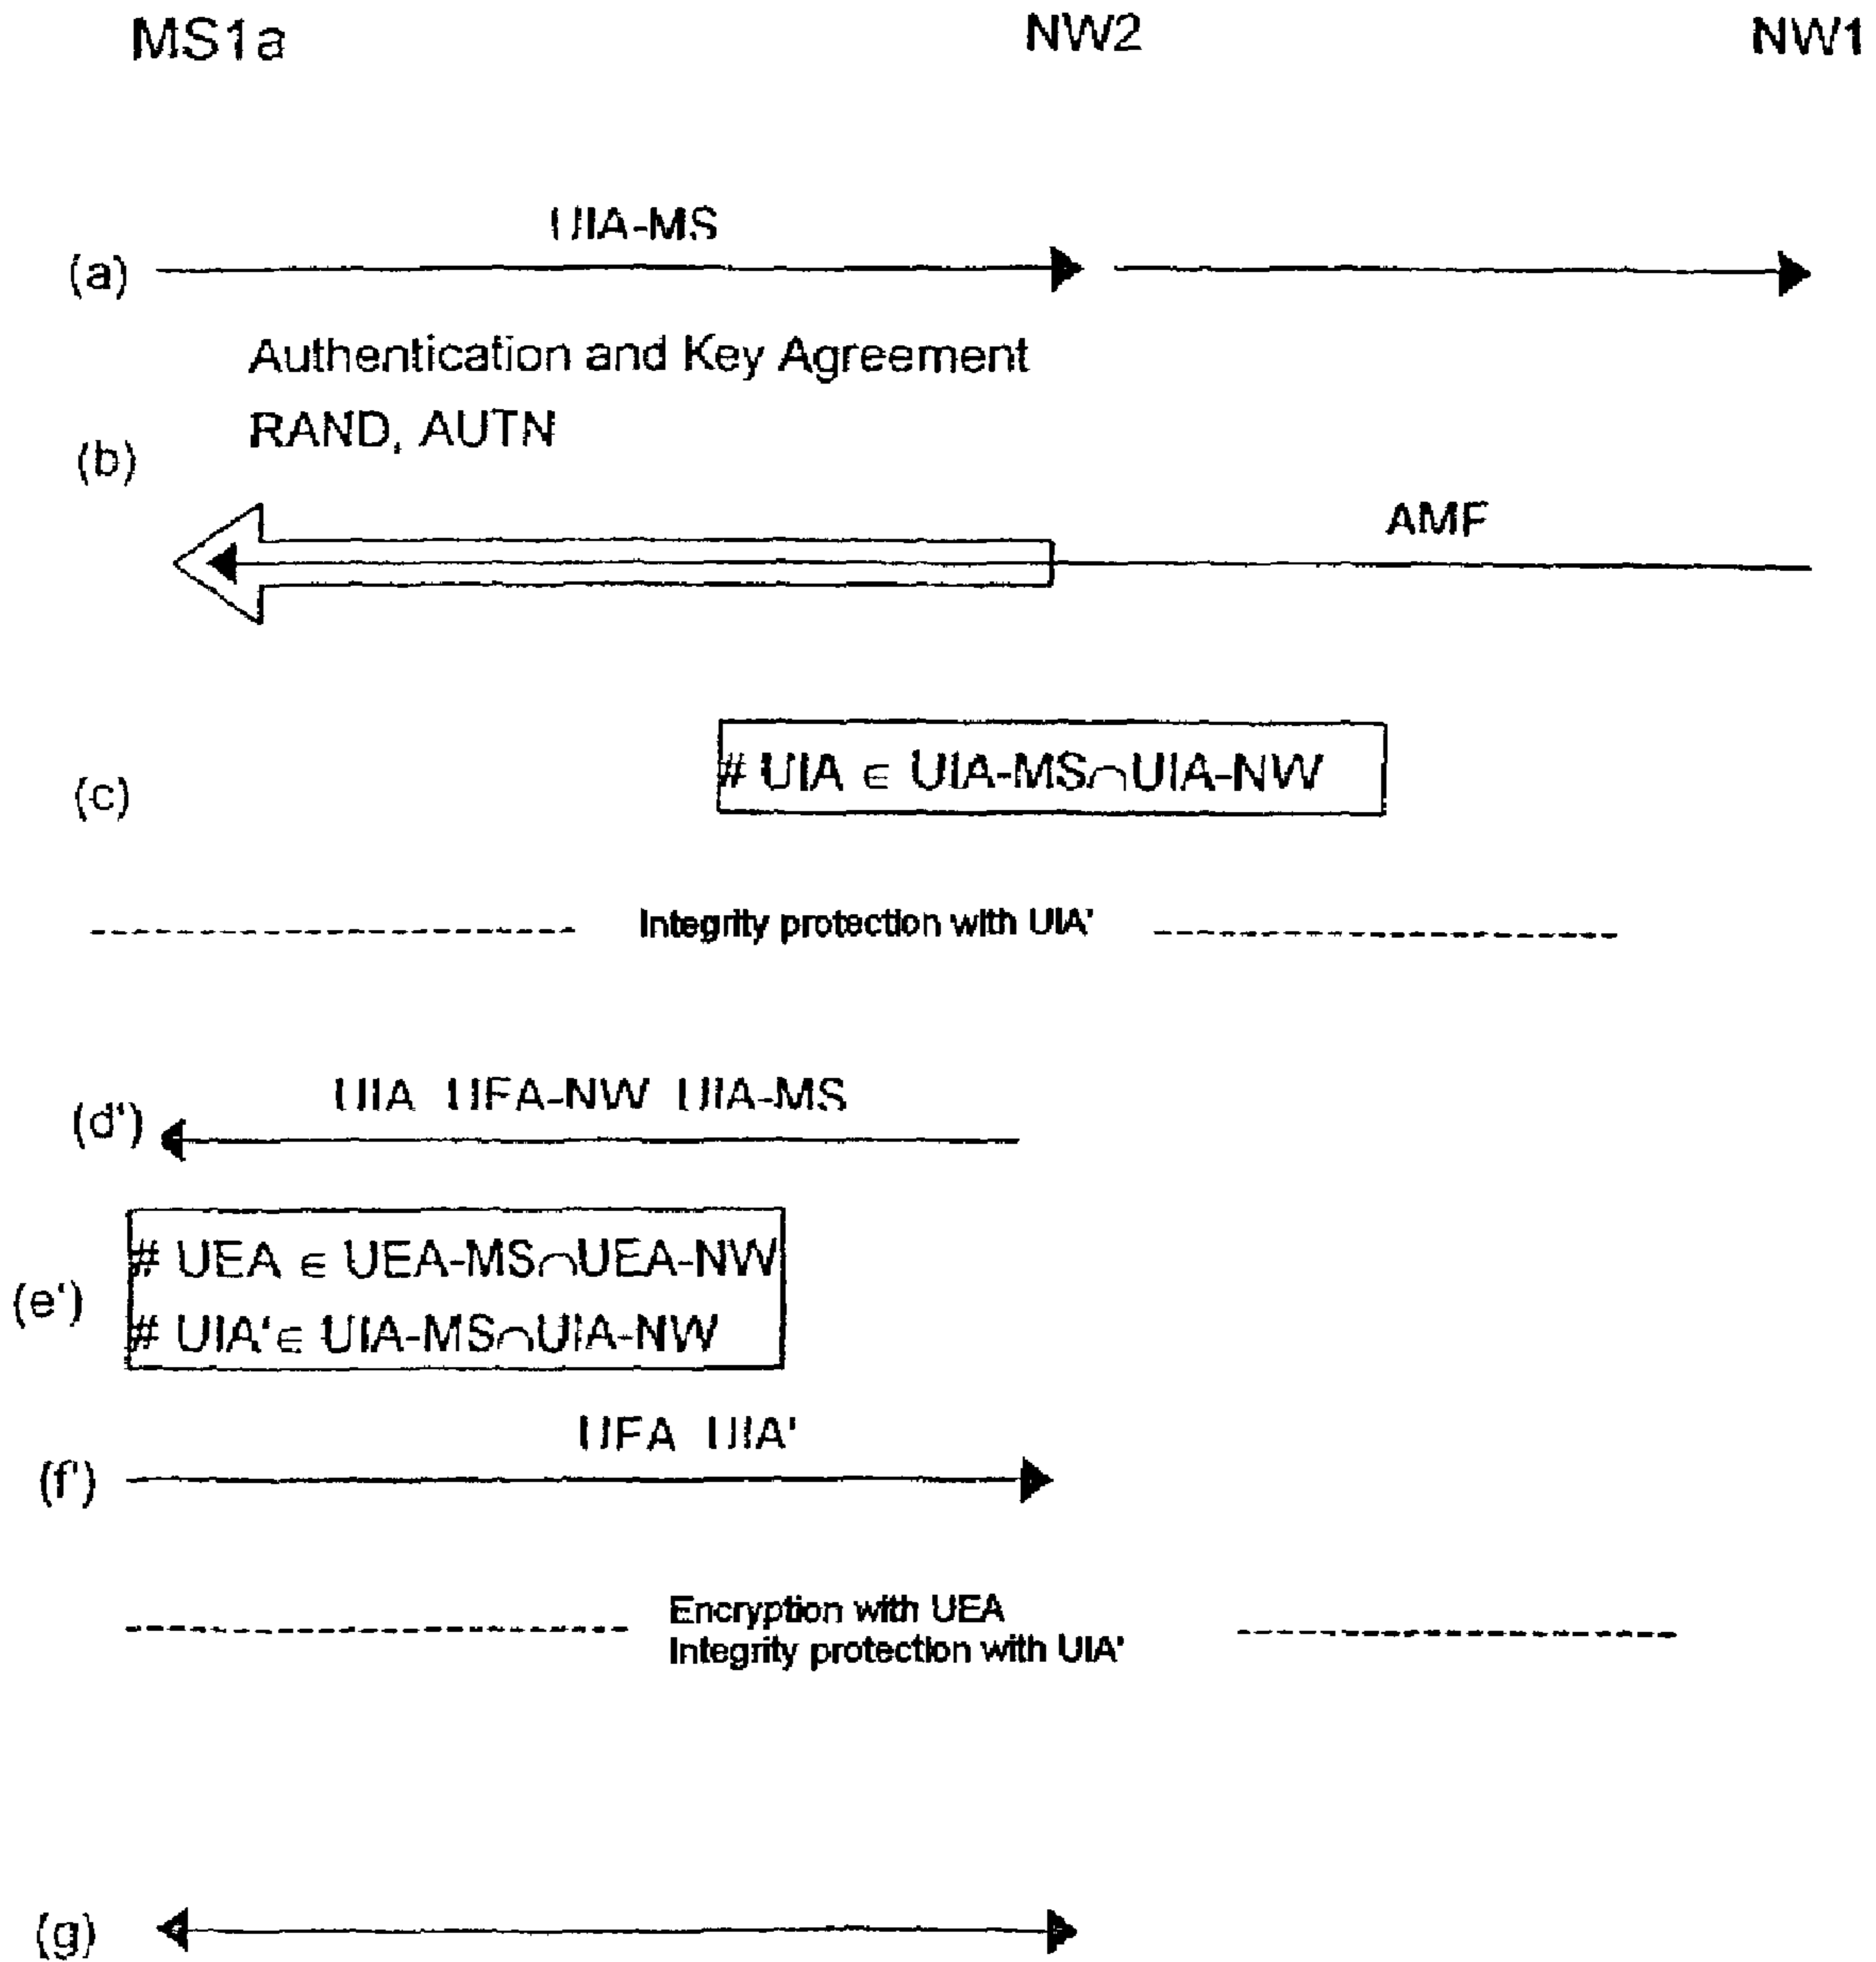 MS1a NW2 NW1
UIA-MS
(a)
Authentication and Key Agreement
RAND, AUTN
(b)
AMF
# UIA ∈ UIA-MS∩UIA-NW
(c)
Integrity protection with UIA'
UIA UEA-NW UIA-MS
(d')
# UEA ∈ UEA-MS∩UEA-NW
(e')
# UIA'∈ UIA-MS∩UIA-NW
UEA UIA'
(f')
Encryption with UEA
Integrity protection with UIA'
(g)